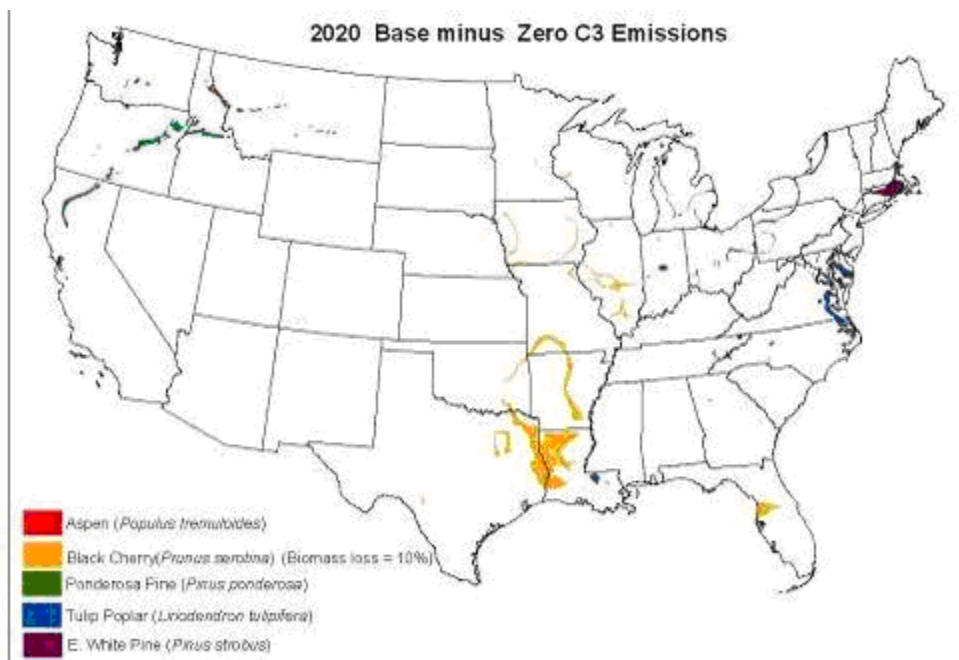 2020 Base minus Zero C3 Emissions
Aspen (Populus tremuloides)
Black Cherry(Prunus serotina) (Biomass loss = 10%)
Ponderosa Pine (Pinus ponderosa)
Tulip Poplar (Liriodendron tulipifera)
E. White Pine (Pinus strobus)